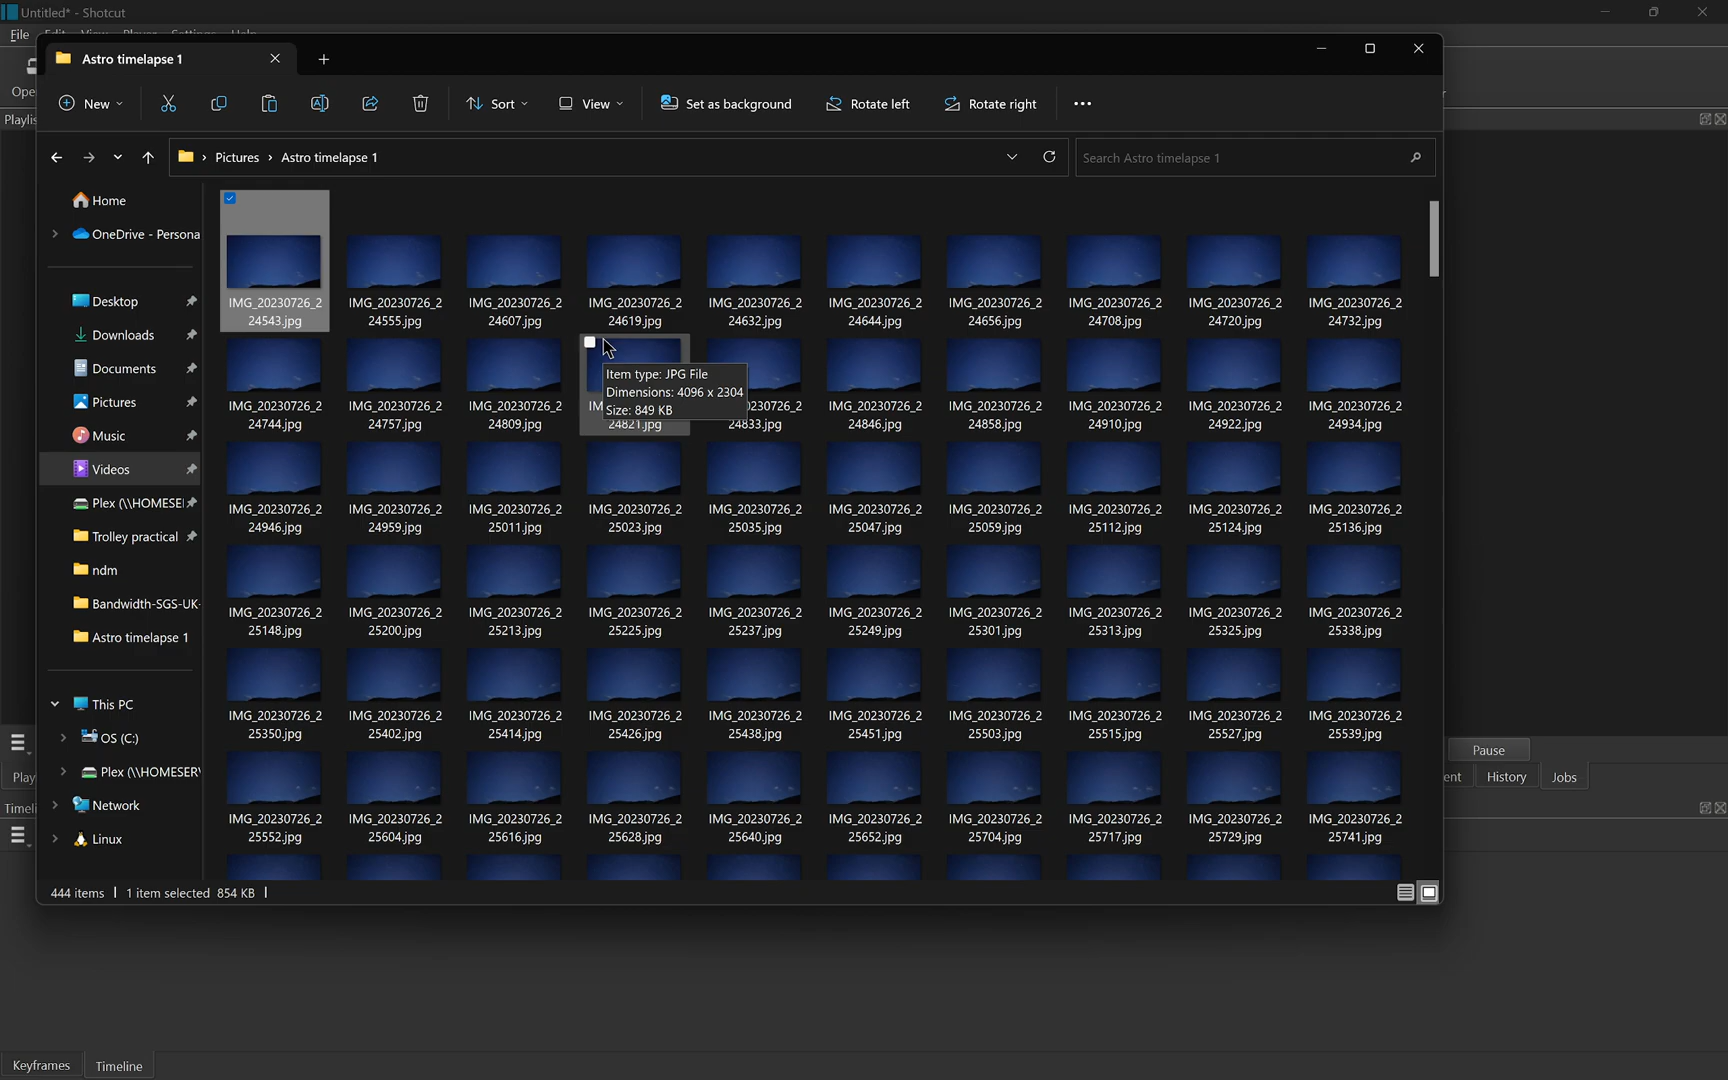 Untitled* - Shotcut
File Edit View Player Settings Help
Astro timelapse 1
New Sort View Set as background Rotate left Rotate right
Pictures › Astro timelapse 1
Search Astro timelapse 1
Home
OneDrive - Persona
Desktop
Downloads
Documents
Pictures
Music
Videos
Plex (\\HOMESE
Trolley practical
ndm
Bandwidth-SGS-UK-
Astro timelapse 1
This PC
OS (C:)
Plex (\\HOMESERV
Network
Linux
IMG_20230726_2 IMG_20230726_2 IMG_20230726_2 IMG_20230726_2 IMG_20230726_2 IMG_20230726_2 IMG_20230726_2 IMG_20230726_2 IMG_20230726_2 IMG_20230726_2
24543.jpg 24555.jpg 24607.jpg 24619.jpg 24632.jpg 24644.jpg 24656.jpg 24708.jpg 24720.jpg 24732.jpg
Item type: JPG File
Dimensions: 4096 x 2304
Size: 849 KB
IMG_20230726_2 IMG_20230726_2 IMG_20230726_2 IM 0230726_2 IMG_20230726_2 IMG_20230726_2 IMG_20230726_2 IMG_20230726_2 IMG_20230726_2
24744.jpg 24757.jpg 24809.jpg 24821.jpg 24833.jpg 24846.jpg 24858.jpg 24910.jpg 24922.jpg 24934.jpg
IMG_20230726_2 IMG_20230726_2 IMG_20230726_2 IMG_20230726_2 IMG_20230726_2 IMG_20230726_2 IMG_20230726_2 IMG_20230726_2 IMG_20230726_2 IMG_20230726_2
24946.jpg 24959.jpg 25011.jpg 25023.jpg 25035.jpg 25047.jpg 25059.jpg 25112.jpg 25124.jpg 25136.jpg
IMG_20230726_2 IMG_20230726_2 IMG_20230726_2 IMG_20230726_2 IMG_20230726_2 IMG_20230726_2 IMG_20230726_2 IMG_20230726_2 IMG_20230726_2 IMG_20230726_2
25148.jpg 25200.jpg 25213.jpg 25225.jpg 25237.jpg 25249.jpg 25301.jpg 25313.jpg 25325.jpg 25338.jpg
IMG_20230726_2 IMG_20230726_2 IMG_20230726_2 IMG_20230726_2 IMG_20230726_2 IMG_20230726_2 IMG_20230726_2 IMG_20230726_2 IMG_20230726_2 IMG_20230726_2
25350.jpg 25402.jpg 25414.jpg 25426.jpg 25438.jpg 25451.jpg 25503.jpg 25515.jpg 25527.jpg 25539.jpg
IMG_20230726_2 IMG_20230726_2 IMG_20230726_2 IMG_20230726_2 IMG_20230726_2 IMG_20230726_2 IMG_20230726_2 IMG_20230726_2 IMG_20230726_2 IMG_20230726_2
25552.jpg 25604.jpg 25616.jpg 25628.jpg 25640.jpg 25652.jpg 25704.jpg 25717.jpg 25729.jpg 25741.jpg
444 items 1 item selected 854 KB
Ope
Playlis
Play
Timeli
Pause
ent History Jobs
Keyframes Timeline